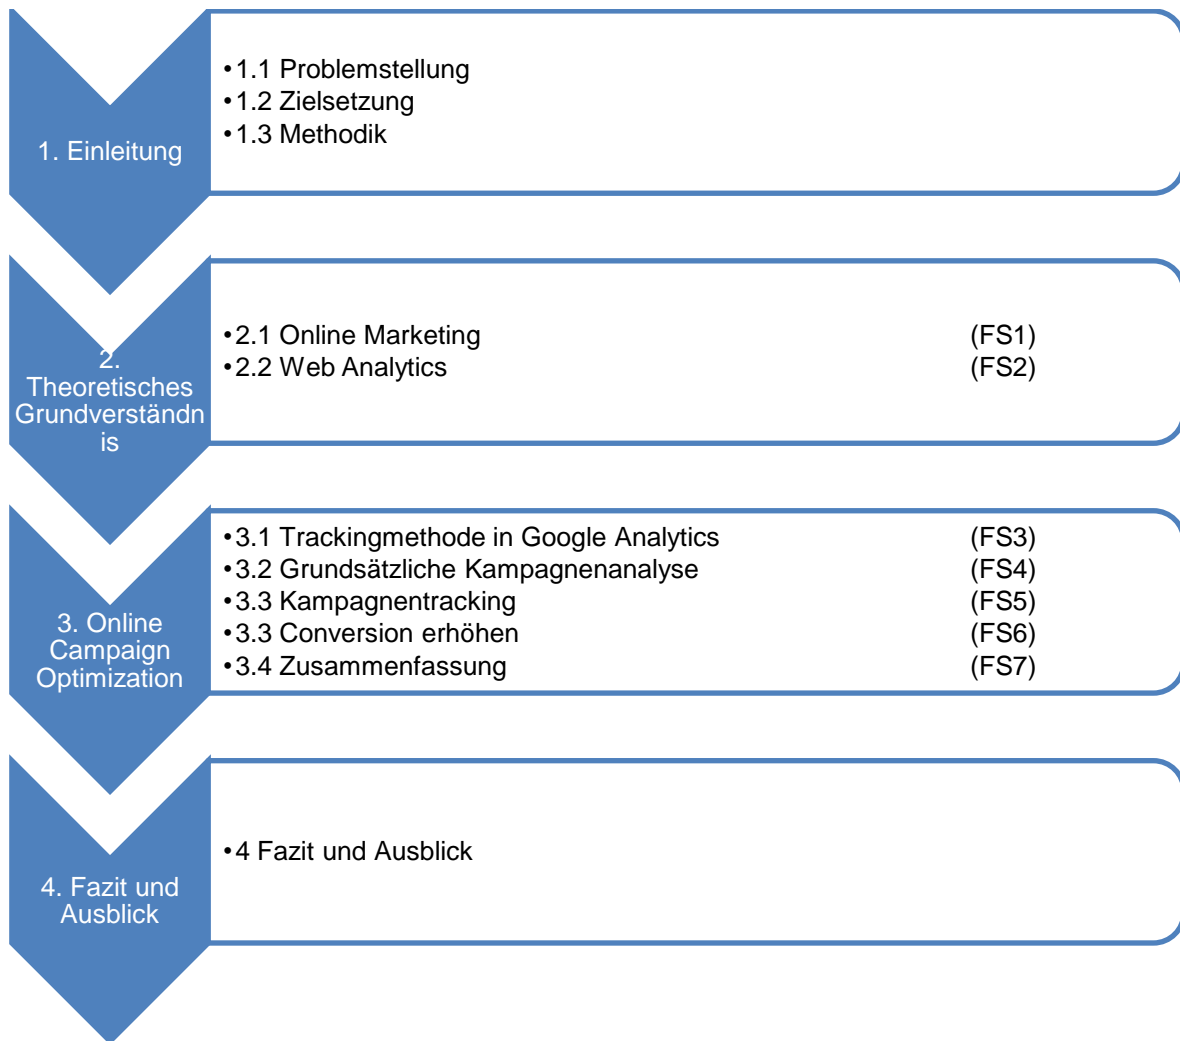 1. Einleitung
•1.1 Problemstellung
•1.2 Zielsetzung
•1.3 Methodik
2.
Theoretisches
Grundverständn
is
•2.1 Online Marketing (FS1)
•2.2 Web Analytics (FS2)
3. Online
Campaign
Optimization
•3.1 Trackingmethode in Google Analytics (FS3)
•3.2 Grundsätzliche Kampagnenanalyse (FS4)
•3.3 Kampagnentracking (FS5)
•3.3 Conversion erhöhen (FS6)
•3.4 Zusammenfassung (FS7)
4. Fazit und
Ausblick
•4 Fazit und Ausblick